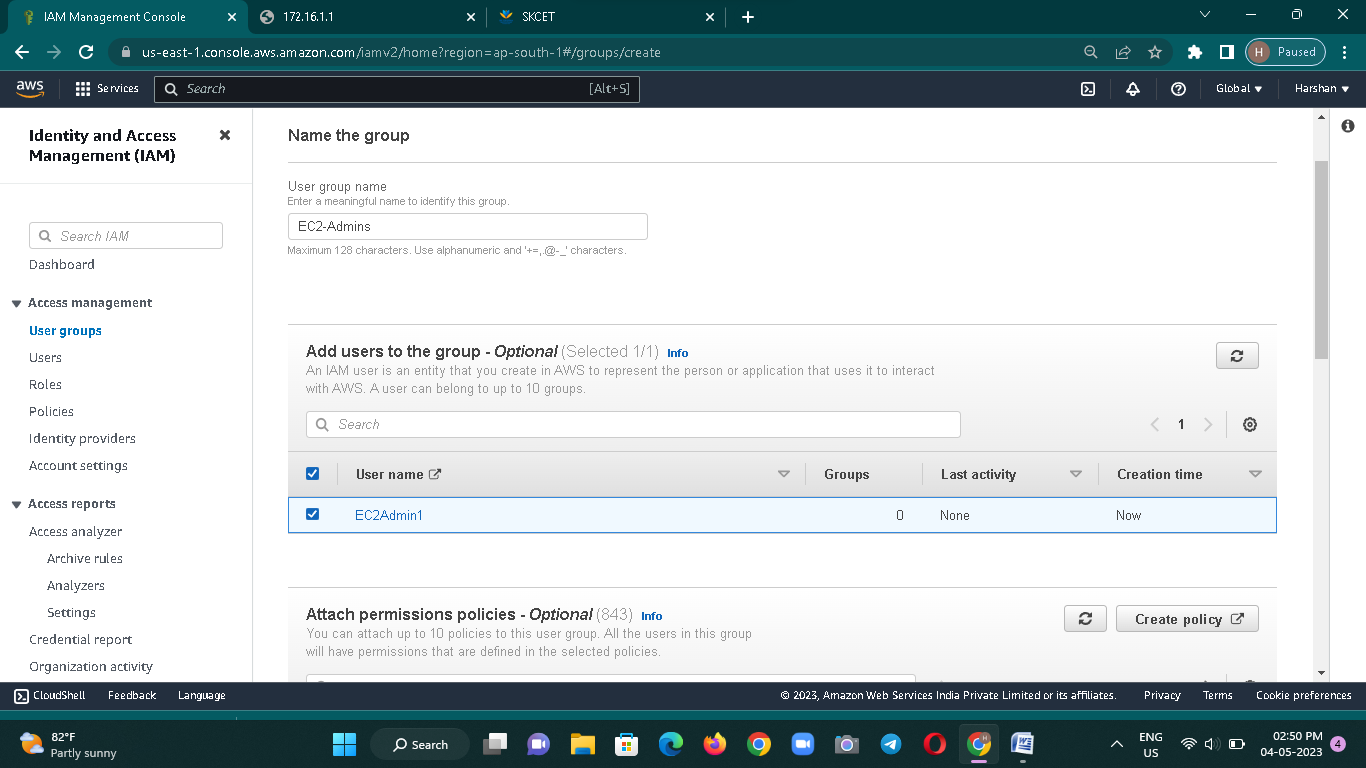 IAM Management Console
172.16.1.1
SKCET
us-east-1.console.aws.amazon.com/iamv2/home?region=ap-south-1#/groups/create
H Paused
aws
Services
Search [Alt+S]
Global
Harshan
Identity and Access
Management (IAM)
Search IAM
Dashboard
Access management
User groups
Users
Roles
Policies
Identity providers
Account settings
Access reports
Access analyzer
Archive rules
Analyzers
Settings
Credential report
Organization activity
Name the group
User group name
Enter a meaningful name to identify this group.
EC2-Admins
Maximum 128 characters. Use alphanumeric and '+=,.@-_' characters.
Add users to the group - Optional (Selected 1/1) Info
An IAM user is an entity that you create in AWS to represent the person or application that uses it to interact
with AWS. A user can belong to up to 10 groups.
Search
1
User name Groups Last activity Creation time
EC2Admin1 0 None Now
Attach permissions policies - Optional (843) Info
You can attach up to 10 policies to this user group. All the users in this group
will have permissions that are defined in the selected policies.
Create policy
CloudShell Feedback Language
© 2023, Amazon Web Services India Private Limited or its affiliates. Privacy Terms Cookie preferences
82°F
Partly sunny
Search
H
ENG
US
02:50 PM
04-05-2023
4